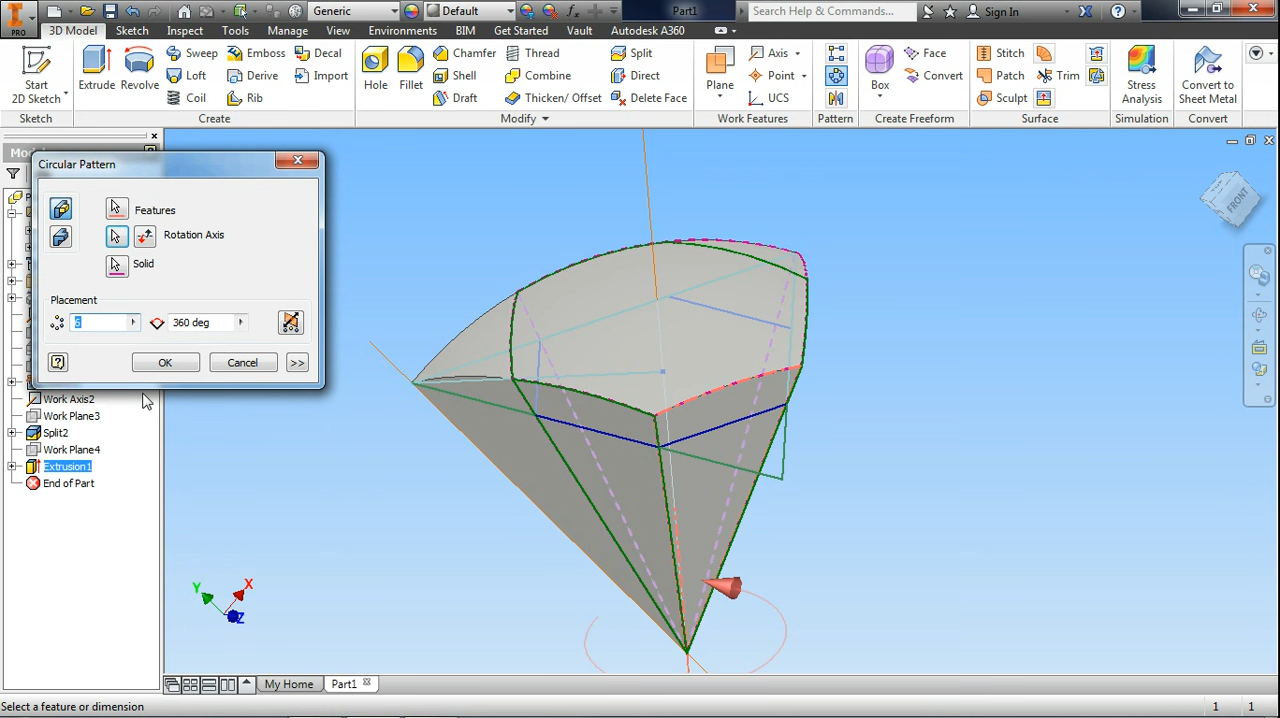 Generic
Default
Part1
Search Help & Commands...
Sign In
PRO
3D Model
Sketch
Inspect
Tools
Manage
View
Environments
BIM
Get Started
Vault
Autodesk A360
Start
2D Sketch
Extrude
Revolve
Sweep
Loft
Coil
Emboss
Derive
Rib
Decal
Import
Hole
Fillet
Chamfer
Shell
Draft
Thread
Combine
Thicken/ Offset
Split
Direct
Delete Face
Plane
Axis
Point
UCS
Box
Face
Convert
Stitch
Patch
Sculpt
Trim
Stress
Analysis
Convert to
Sheet Metal
Sketch
Create
Modify
Work Features
Pattern
Create Freeform
Surface
Simulation
Convert
Circular Pattern
Features
Rotation Axis
Solid
Placement
6
360 deg
OK
Cancel
>>
Work Axis2
Work Plane3
Split2
Work Plane4
Extrusion1
End of Part
FRONT
Y
X
Z
My Home
Part1
Select a feature or dimension
1
1